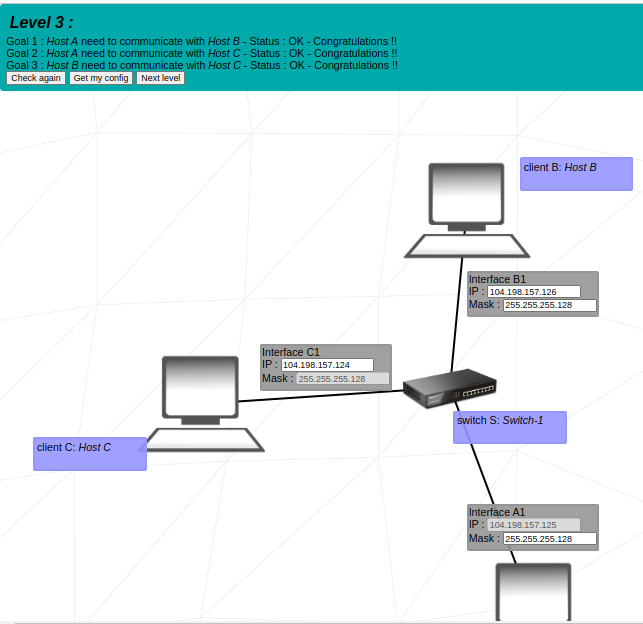 Level 3 :
Goal 1 : Host A need to communicate with Host B - Status : OK - Congratulations !!
Goal 2 : Host A need to communicate with Host C - Status : OK - Congratulations !!
Goal 3 : Host B need to communicate with Host C - Status : OK - Congratulations !!
Check again Get my config Next level
client B: Host B
Interface B1
IP : 104.198.157.126
Mask : 255.255.255.128
Interface C1
IP : 104.198.157.124
Mask : 255.255.255.128
switch S: Switch-1
client C: Host C
Interface A1
IP : 104.198.157.125
Mask : 255.255.255.128